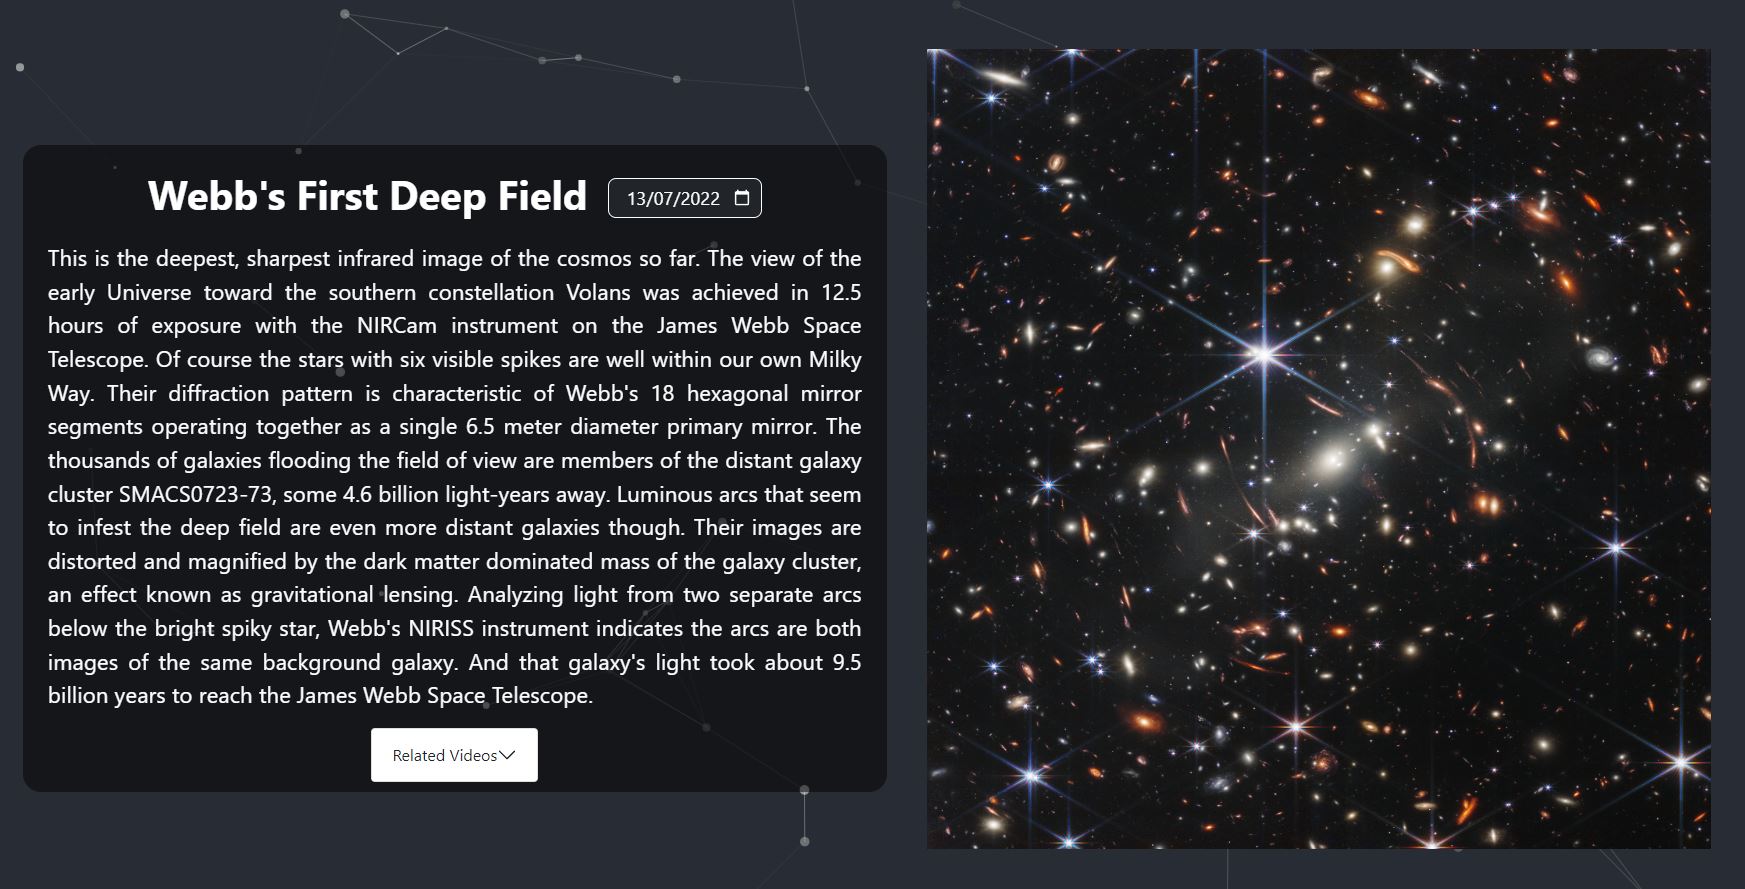 Webb's First Deep Field
13/07/2022
This is the deepest, sharpest infrared image of the cosmos so far. The view of the
early Universe toward the southern constellation Volans was achieved in 12.5
hours of exposure with the NIRCam instrument on the James Webb Space
Telescope. Of course the stars with six visible spikes are well within our own Milky
Way. Their diffraction pattern is characteristic of Webb's 18 hexagonal mirror
segments operating together as a single 6.5 meter diameter primary mirror. The
thousands of galaxies flooding the field of view are members of the distant galaxy
cluster SMACS0723-73, some 4.6 billion light-years away. Luminous arcs that seem
to infest the deep field are even more distant galaxies though. Their images are
distorted and magnified by the dark matter dominated mass of the galaxy cluster,
an effect known as gravitational lensing. Analyzing light from two separate arcs
below the bright spiky star, Webb's NIRISS instrument indicates the arcs are both
images of the same background galaxy. And that galaxy's light took about 9.5
billion years to reach the James Webb Space Telescope.
Related Videos